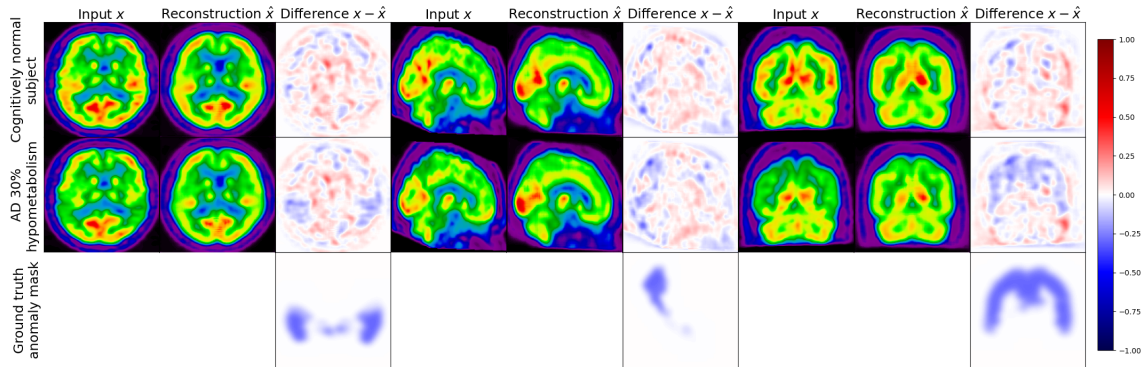 Input x Reconstruction x̂ Difference x − x̂ Input x Reconstruction x̂ Difference x − x̂ Input x Reconstruction x̂ Difference x − x̂
Cognitively normal
subject
AD 30%
hypometabolism
Ground truth
anomaly mask
1.00
0.75
0.50
0.25
0.00
−0.25
−0.50
−0.75
−1.00